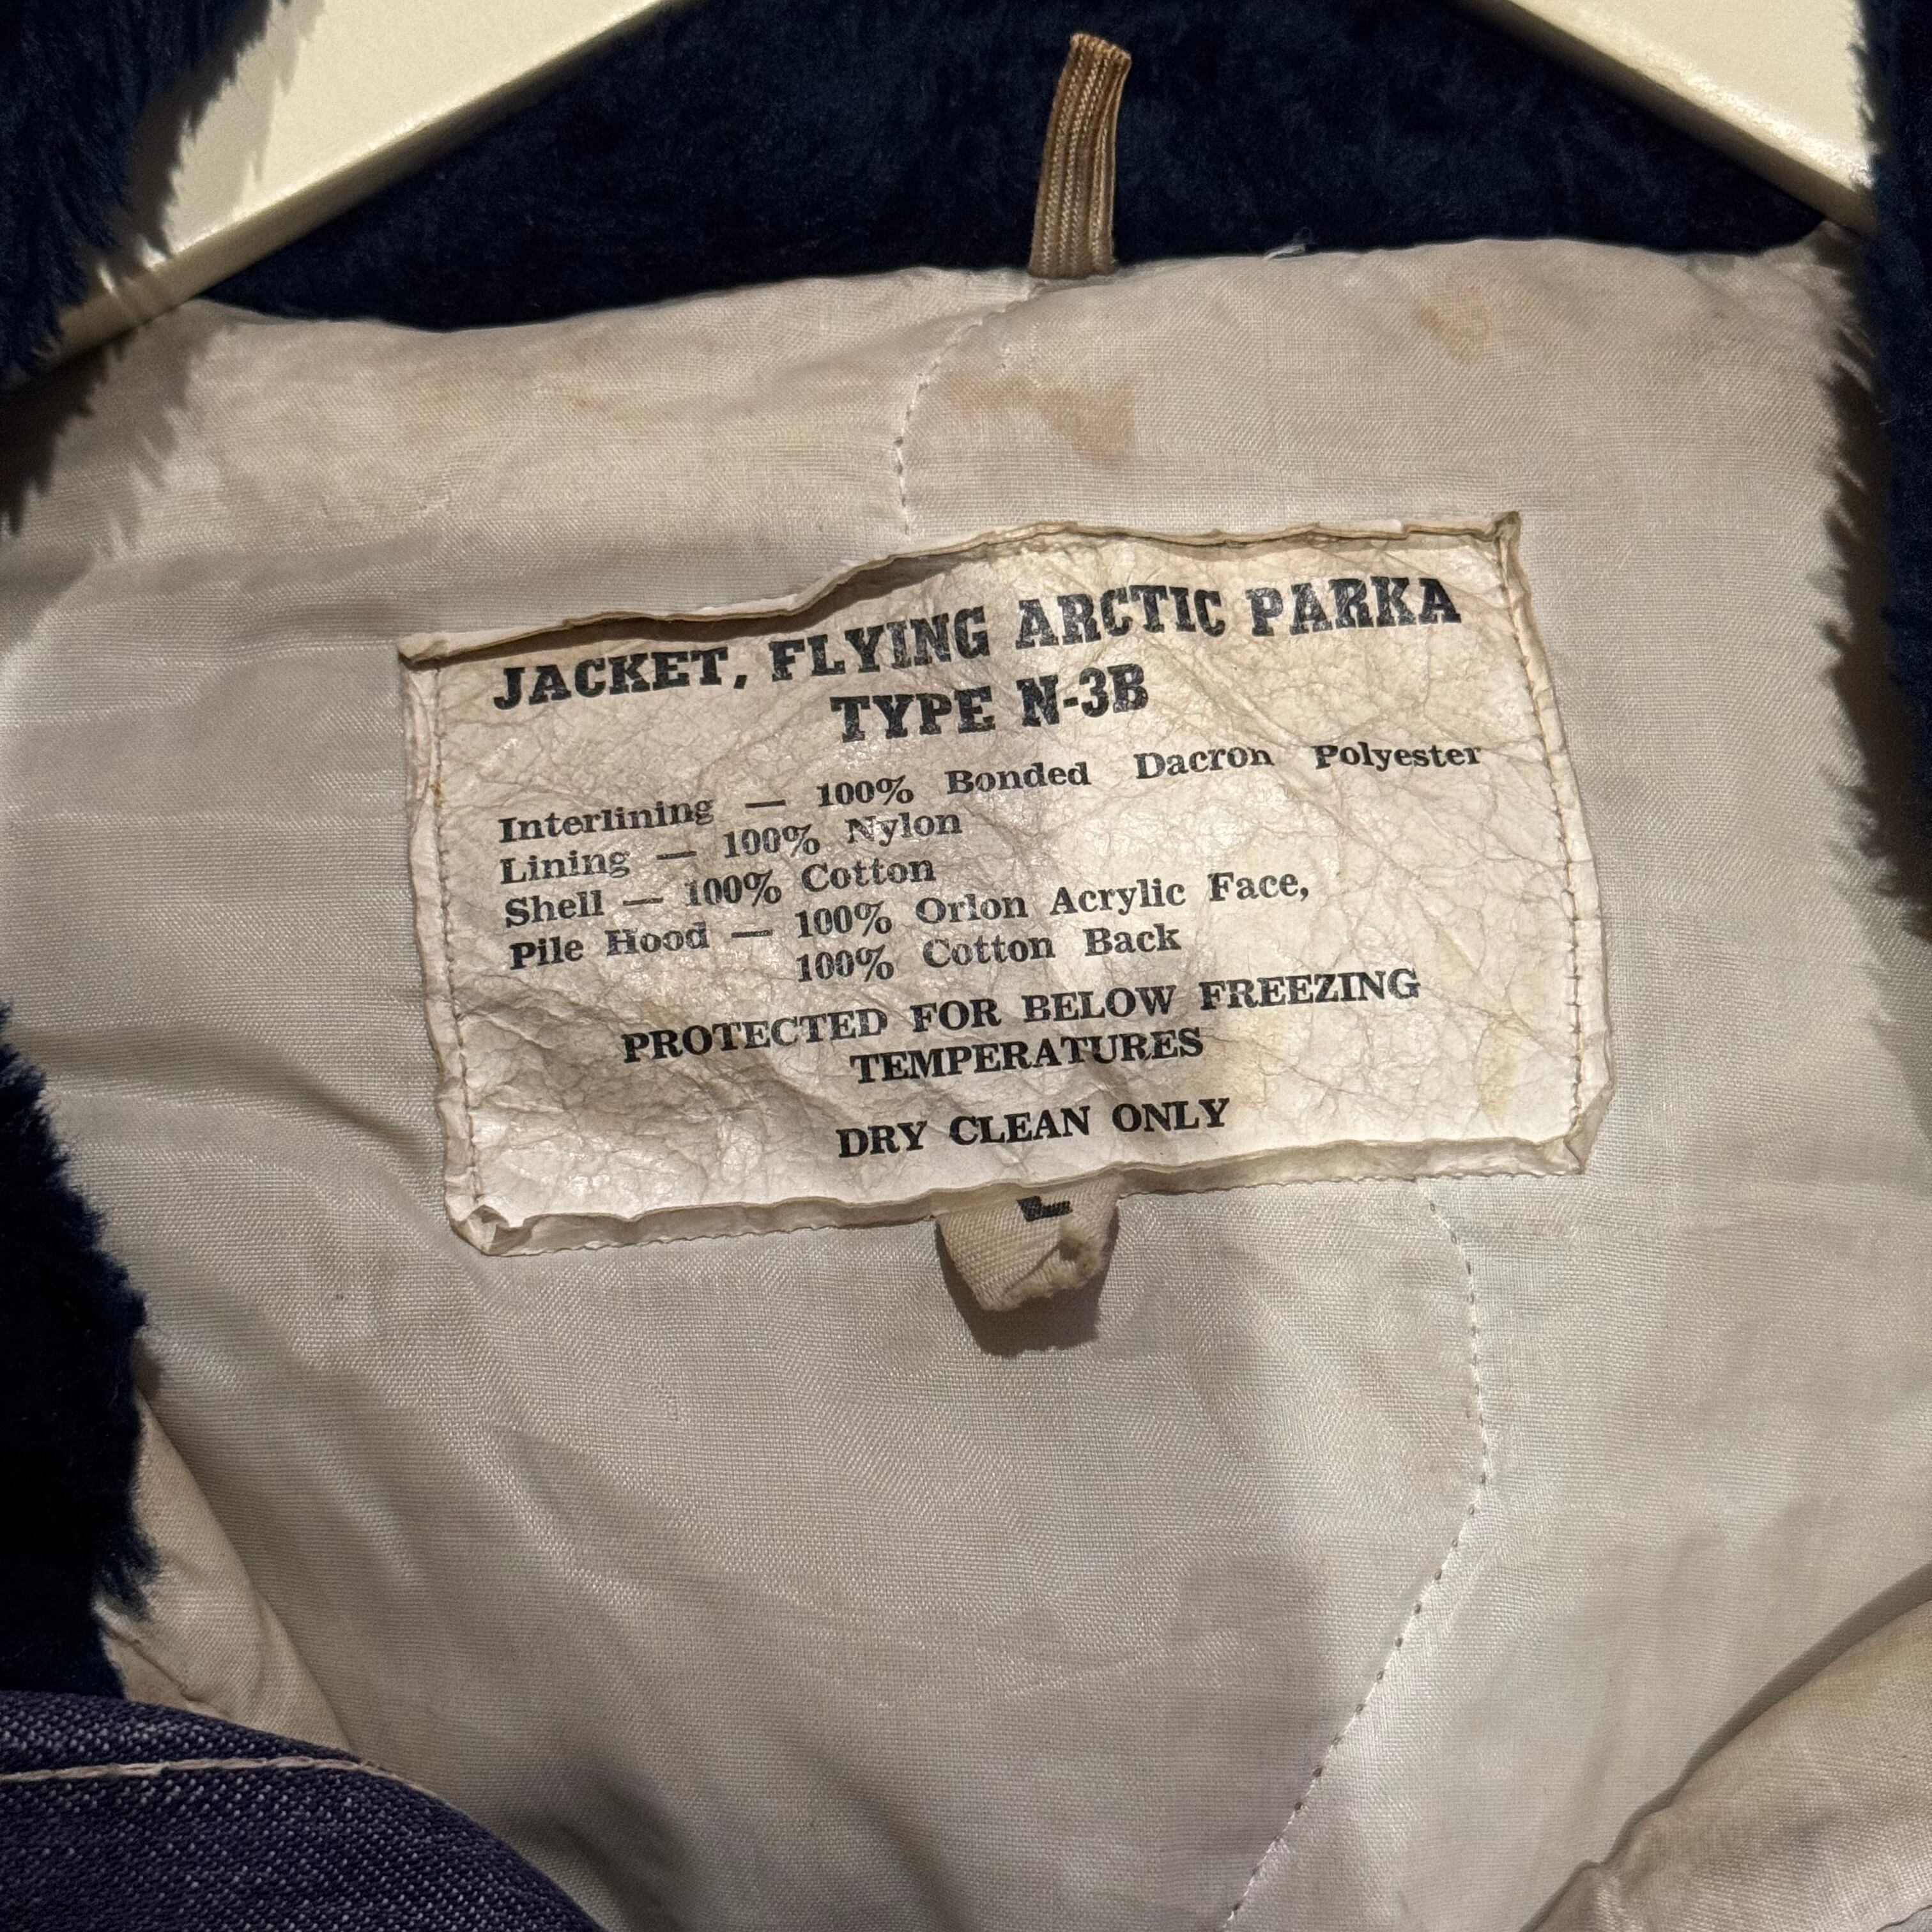 JACKET, FLYING ARCTIC PARKA
TYPE N-3B
Interlining — 100% Bonded Dacron Polyester
Lining — 100% Nylon
Shell — 100% Cotton
Pile Hood — 100% Orlon Acrylic Face,
100% Cotton Back
PROTECTED FOR BELOW FREEZING
TEMPERATURES
DRY CLEAN ONLY
L